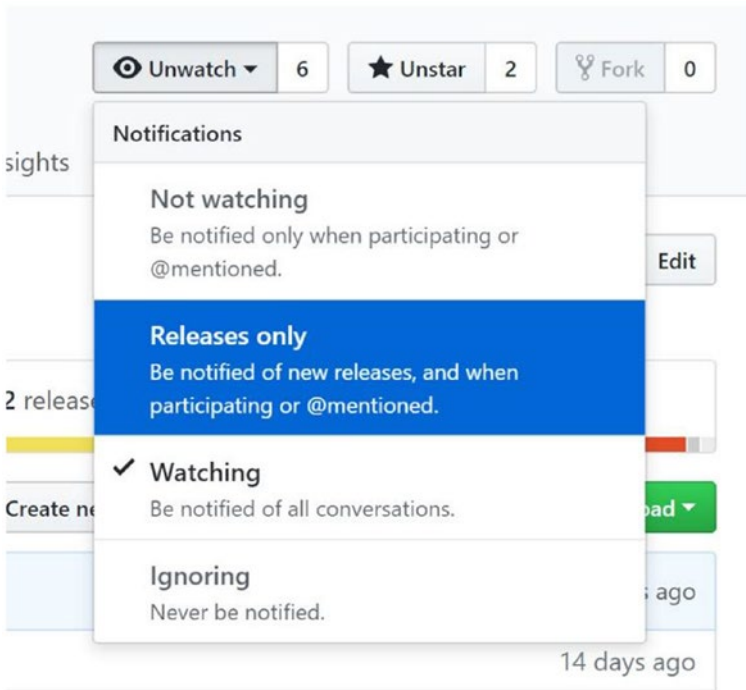 Unwatch 6 Unstar 2 Fork 0
Notifications
sights
Not watching
Be notified only when participating or
@mentioned.
Edit
Releases only
Be notified of new releases, and when
participating or @mentioned.
2 release
Watching
Be notified of all conversations.
Create ne
oad
Ignoring
Never be notified.
s ago
14 days ago